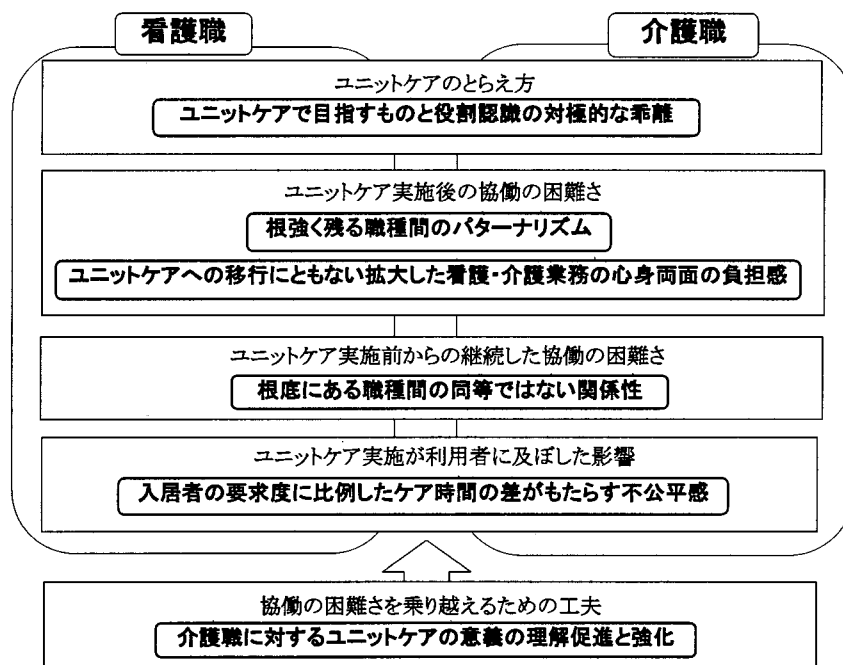 看護職
介護職
ユニットケアのとらえ方
ユニットケアで目指すものと役割認識の対極的な乖離
ユニットケア実施後の協働の困難さ
根強く残る職種間のパターナリズム
ユニットケアへの移行にともない拡大した看護・介護業務の心身両面の負担感
ユニットケア実施前からの継続した協働の困難さ
根底にある職種間の同等ではない関係性
ユニットケア実施が利用者に及ぼした影響
入居者の要求度に比例したケア時間の差がもたらす不公平感
協働の困難さを乗り越えるための工夫
介護職に対するユニットケアの意義の理解促進と強化